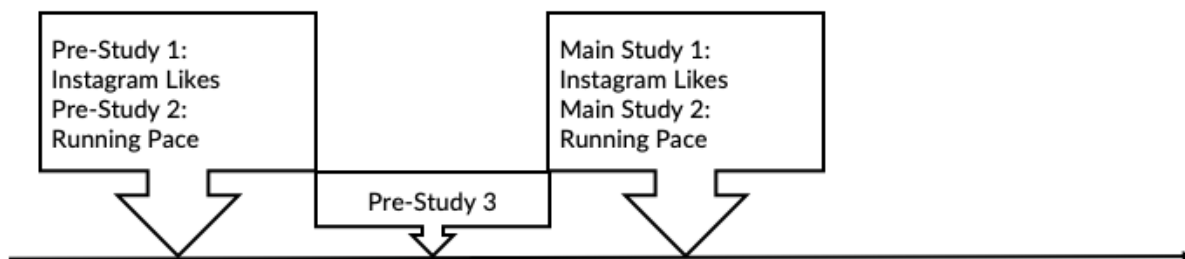 Pre-Study 1:
Instagram Likes
Pre-Study 2:
Running Pace
Pre-Study 3
Main Study 1:
Instagram Likes
Main Study 2:
Running Pace